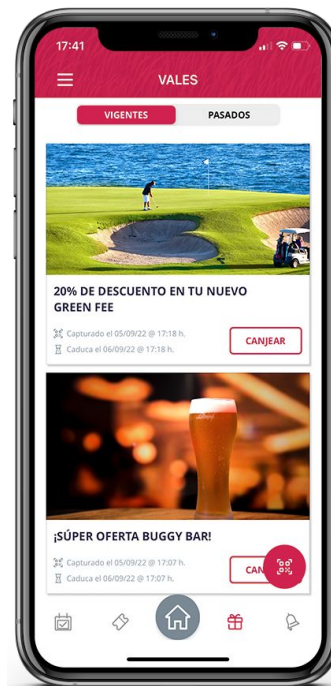 17:41
VALES
VIGENTES PASADOS
20% DE DESCUENTO EN TU NUEVO
GREEN FEE
Capturado el 05/09/22 @ 17:18 h.
Caduca el 06/09/22 @ 17:18 h.
CANJEAR
¡SÚPER OFERTA BUGGY BAR!
Capturado el 05/09/22 @ 17:07 h.
Caduca el 06/09/22 @ 17:07 h.